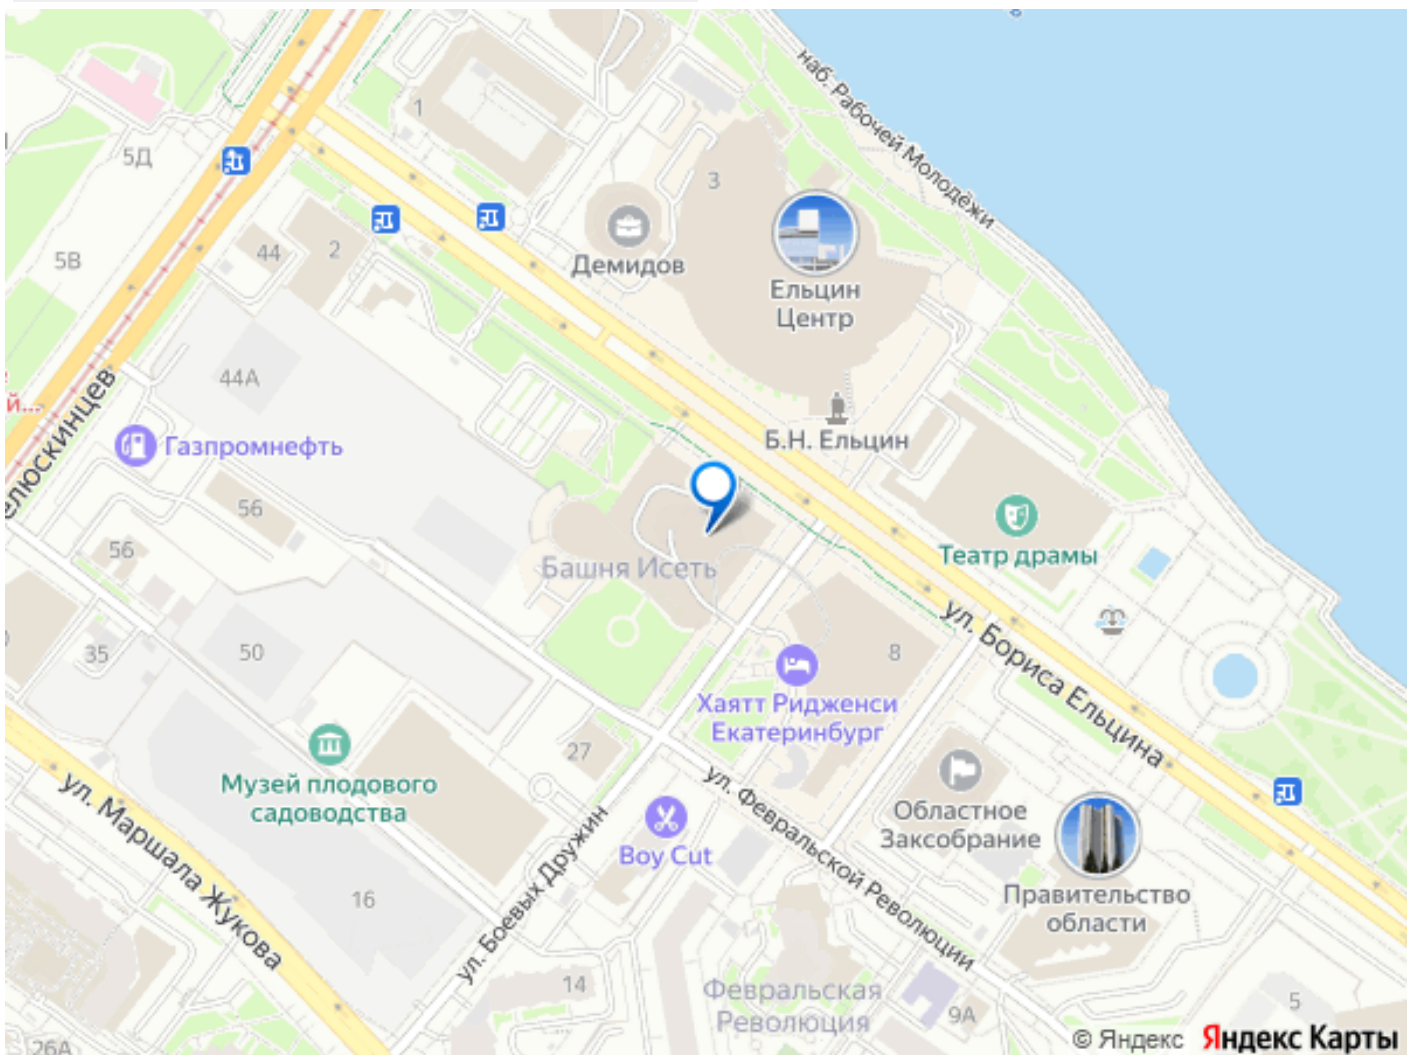 наб. Рабочей Молодёжи
1
5Д
3
Демидов
44
2
5В
Ельцин
Центр
44А
й...
Газпромнефть
Б.Н. Ельцин
56
56
Башня Исеть
Театр драмы
ул. Бориса Ельцина
35
50
8
Хаятт Ридженси
Екатеринбург
27
Музей плодового
садоводства
ул. Маршала Жукова
ул. Февральской Революции
Областное
Заксобрание
Boy Cut
ул. Боевых Дружин
16
Правительство
области
14
Февральская
Революция
9А
5
26А
© Яндекс Яндекс Карты